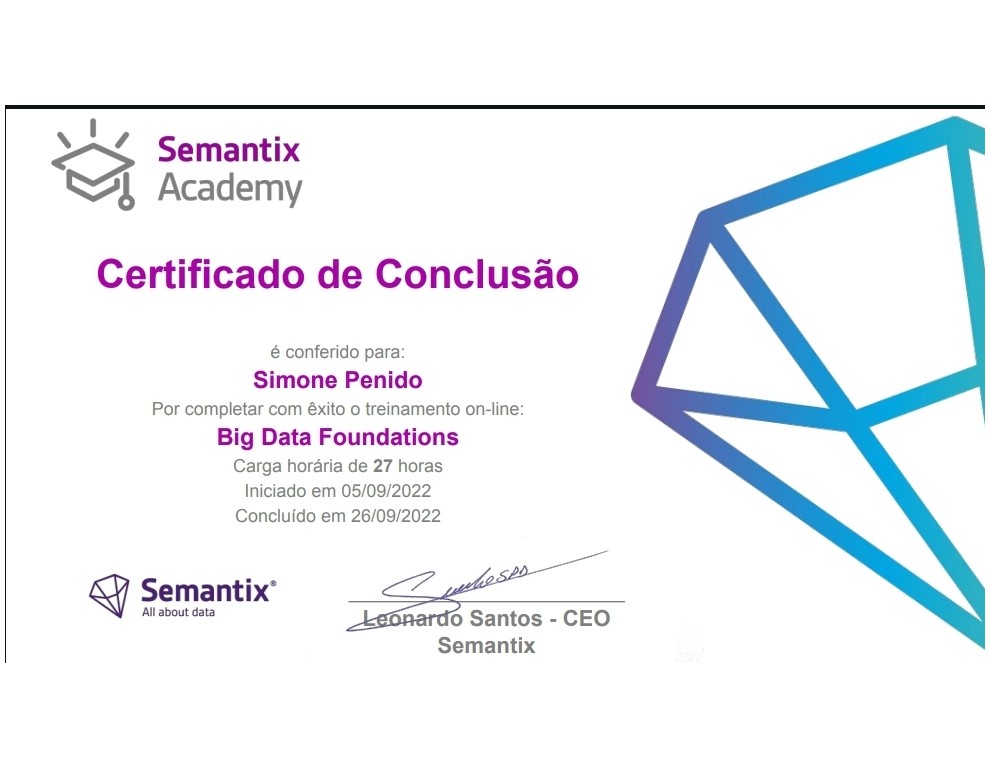 Semantix
Academy
Certificado de Conclusão
é conferido para:
Simone Penido
Por completar com êxito o treinamento on-line:
Big Data Foundations
Carga horária de 27 horas
Iniciado em 05/09/2022
Concluído em 26/09/2022
Semantix®
All about data
Leonardo Santos - CEO
Semantix